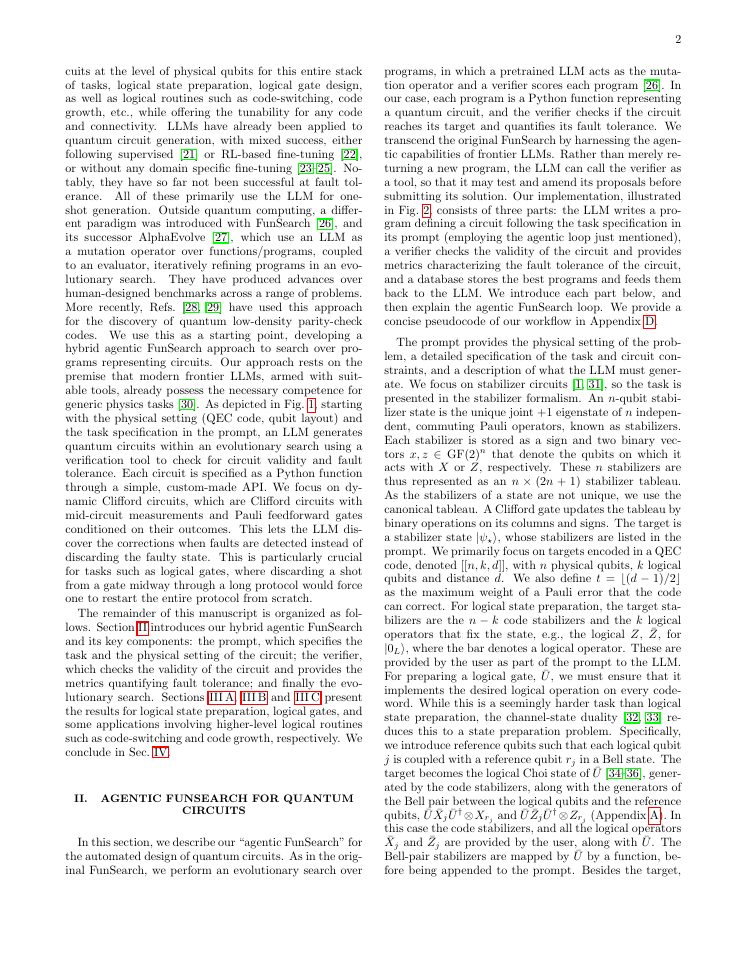 2
cuits at the level of physical qubits for this entire stack
of tasks, logical state preparation, logical gate design,
as well as logical routines such as code-switching, code
growth, etc., while offering the tunability for any code
and connectivity. LLMs have already been applied to
quantum circuit generation, with mixed success, either
following supervised [21] or RL-based fine-tuning [22],
or without any domain specific fine-tuning [23–25]. No-
tably, they have so far not been successful at fault tol-
erance. All of these primarily use the LLM for one-
shot generation. Outside quantum computing, a differ-
ent paradigm was introduced with FunSearch [26], and
its successor AlphaEvolve [27], which use an LLM as
a mutation operator over functions/programs, coupled
to an evaluator, iteratively refining programs in an evo-
lutionary search. They have produced advances over
human-designed benchmarks across a range of problems.
More recently, Refs. [28, 29] have used this approach
for the discovery of quantum low-density parity-check
codes. We use this as a starting point, developing a
hybrid agentic FunSearch approach to search over pro-
grams representing circuits. Our approach rests on the
premise that modern frontier LLMs, armed with suit-
able tools, already possess the necessary competence for
generic physics tasks [30]. As depicted in Fig. 1, starting
with the physical setting (QEC code, qubit layout) and
the task specification in the prompt, an LLM generates
quantum circuits within an evolutionary search using a
verification tool to check for circuit validity and fault
tolerance. Each circuit is specified as a Python function
through a simple, custom-made API. We focus on dy-
namic Clifford circuits, which are Clifford circuits with
mid-circuit measurements and Pauli feedforward gates
conditioned on their outcomes. This lets the LLM dis-
cover the corrections when faults are detected instead of
discarding the faulty state. This is particularly crucial
for tasks such as logical gates, where discarding a shot
from a gate midway through a long protocol would force
one to restart the entire protocol from scratch.
The remainder of this manuscript is organized as fol-
lows. Section II introduces our hybrid agentic FunSearch
and its key components: the prompt, which specifies the
task and the physical setting of the circuit; the verifier,
which checks the validity of the circuit and provides the
metrics quantifying fault tolerance; and finally the evo-
lutionary search. Sections III A, III B and III C present
the results for logical state preparation, logical gates, and
some applications involving higher-level logical routines
such as code-switching and code growth, respectively. We
conclude in Sec. IV.
II. AGENTIC FUNSEARCH FOR QUANTUM
CIRCUITS
In this section, we describe our “agentic FunSearch” for
the automated design of quantum circuits. As in the orig-
inal FunSearch, we perform an evolutionary search over
programs, in which a pretrained LLM acts as the muta-
tion operator and a verifier scores each program [26]. In
our case, each program is a Python function representing
a quantum circuit, and the verifier checks if the circuit
reaches its target and quantifies its fault tolerance. We
transcend the original FunSearch by harnessing the agen-
tic capabilities of frontier LLMs. Rather than merely re-
turning a new program, the LLM can call the verifier as
a tool, so that it may test and amend its proposals before
submitting its solution. Our implementation, illustrated
in Fig. 2, consists of three parts: the LLM writes a pro-
gram defining a circuit following the task specification in
its prompt (employing the agentic loop just mentioned),
a verifier checks the validity of the circuit and provides
metrics characterizing the fault tolerance of the circuit,
and a database stores the best programs and feeds them
back to the LLM. We introduce each part below, and
then explain the agentic FunSearch loop. We provide a
concise pseudocode of our workflow in Appendix D.
The prompt provides the physical setting of the prob-
lem, a detailed specification of the task and circuit con-
straints, and a description of what the LLM must gener-
ate. We focus on stabilizer circuits [1, 31], so the task is
presented in the stabilizer formalism. An n-qubit stabi-
lizer state is the unique joint +1 eigenstate of n indepen-
dent, commuting Pauli operators, known as stabilizers.
Each stabilizer is stored as a sign and two binary vec-
tors x, z ∈ GF(2)ⁿ that denote the qubits on which it
acts with X or Z, respectively. These n stabilizers are
thus represented as an n × (2n + 1) stabilizer tableau.
As the stabilizers of a state are not unique, we use the
canonical tableau. A Clifford gate updates the tableau by
binary operations on its columns and signs. The target is
a stabilizer state |ψ⋆⟩, whose stabilizers are listed in the
prompt. We primarily focus on targets encoded in a QEC
code, denoted [[n, k, d]], with n physical qubits, k logical
qubits and distance d. We also define t = ⌊(d − 1)/2⌋
as the maximum weight of a Pauli error that the code
can correct. For logical state preparation, the target sta-
bilizers are the n − k code stabilizers and the k logical
operators that fix the state, e.g., the logical Z, Z̄, for
|0_L⟩, where the bar denotes a logical operator. These are
provided by the user as part of the prompt to the LLM.
For preparing a logical gate, Ū, we must ensure that it
implements the desired logical operation on every code-
word. While this is a seemingly harder task than logical
state preparation, the channel-state duality [32, 33] re-
duces this to a state preparation problem. Specifically,
we introduce reference qubits such that each logical qubit
j is coupled with a reference qubit r_j in a Bell state. The
target becomes the logical Choi state of Ū [34–36], gener-
ated by the code stabilizers, along with the generators of
the Bell pair between the logical qubits and the reference
qubits, ŪX̄_jŪ† ⊗ X_{r_j} and ŪZ̄_jŪ† ⊗ Z_{r_j} (Appendix A). In
this case the code stabilizers, and all the logical operators
X̄_j and Z̄_j are provided by the user, along with Ū. The
Bell-pair stabilizers are mapped by Ū by a function, be-
fore being appended to the prompt. Besides the target,